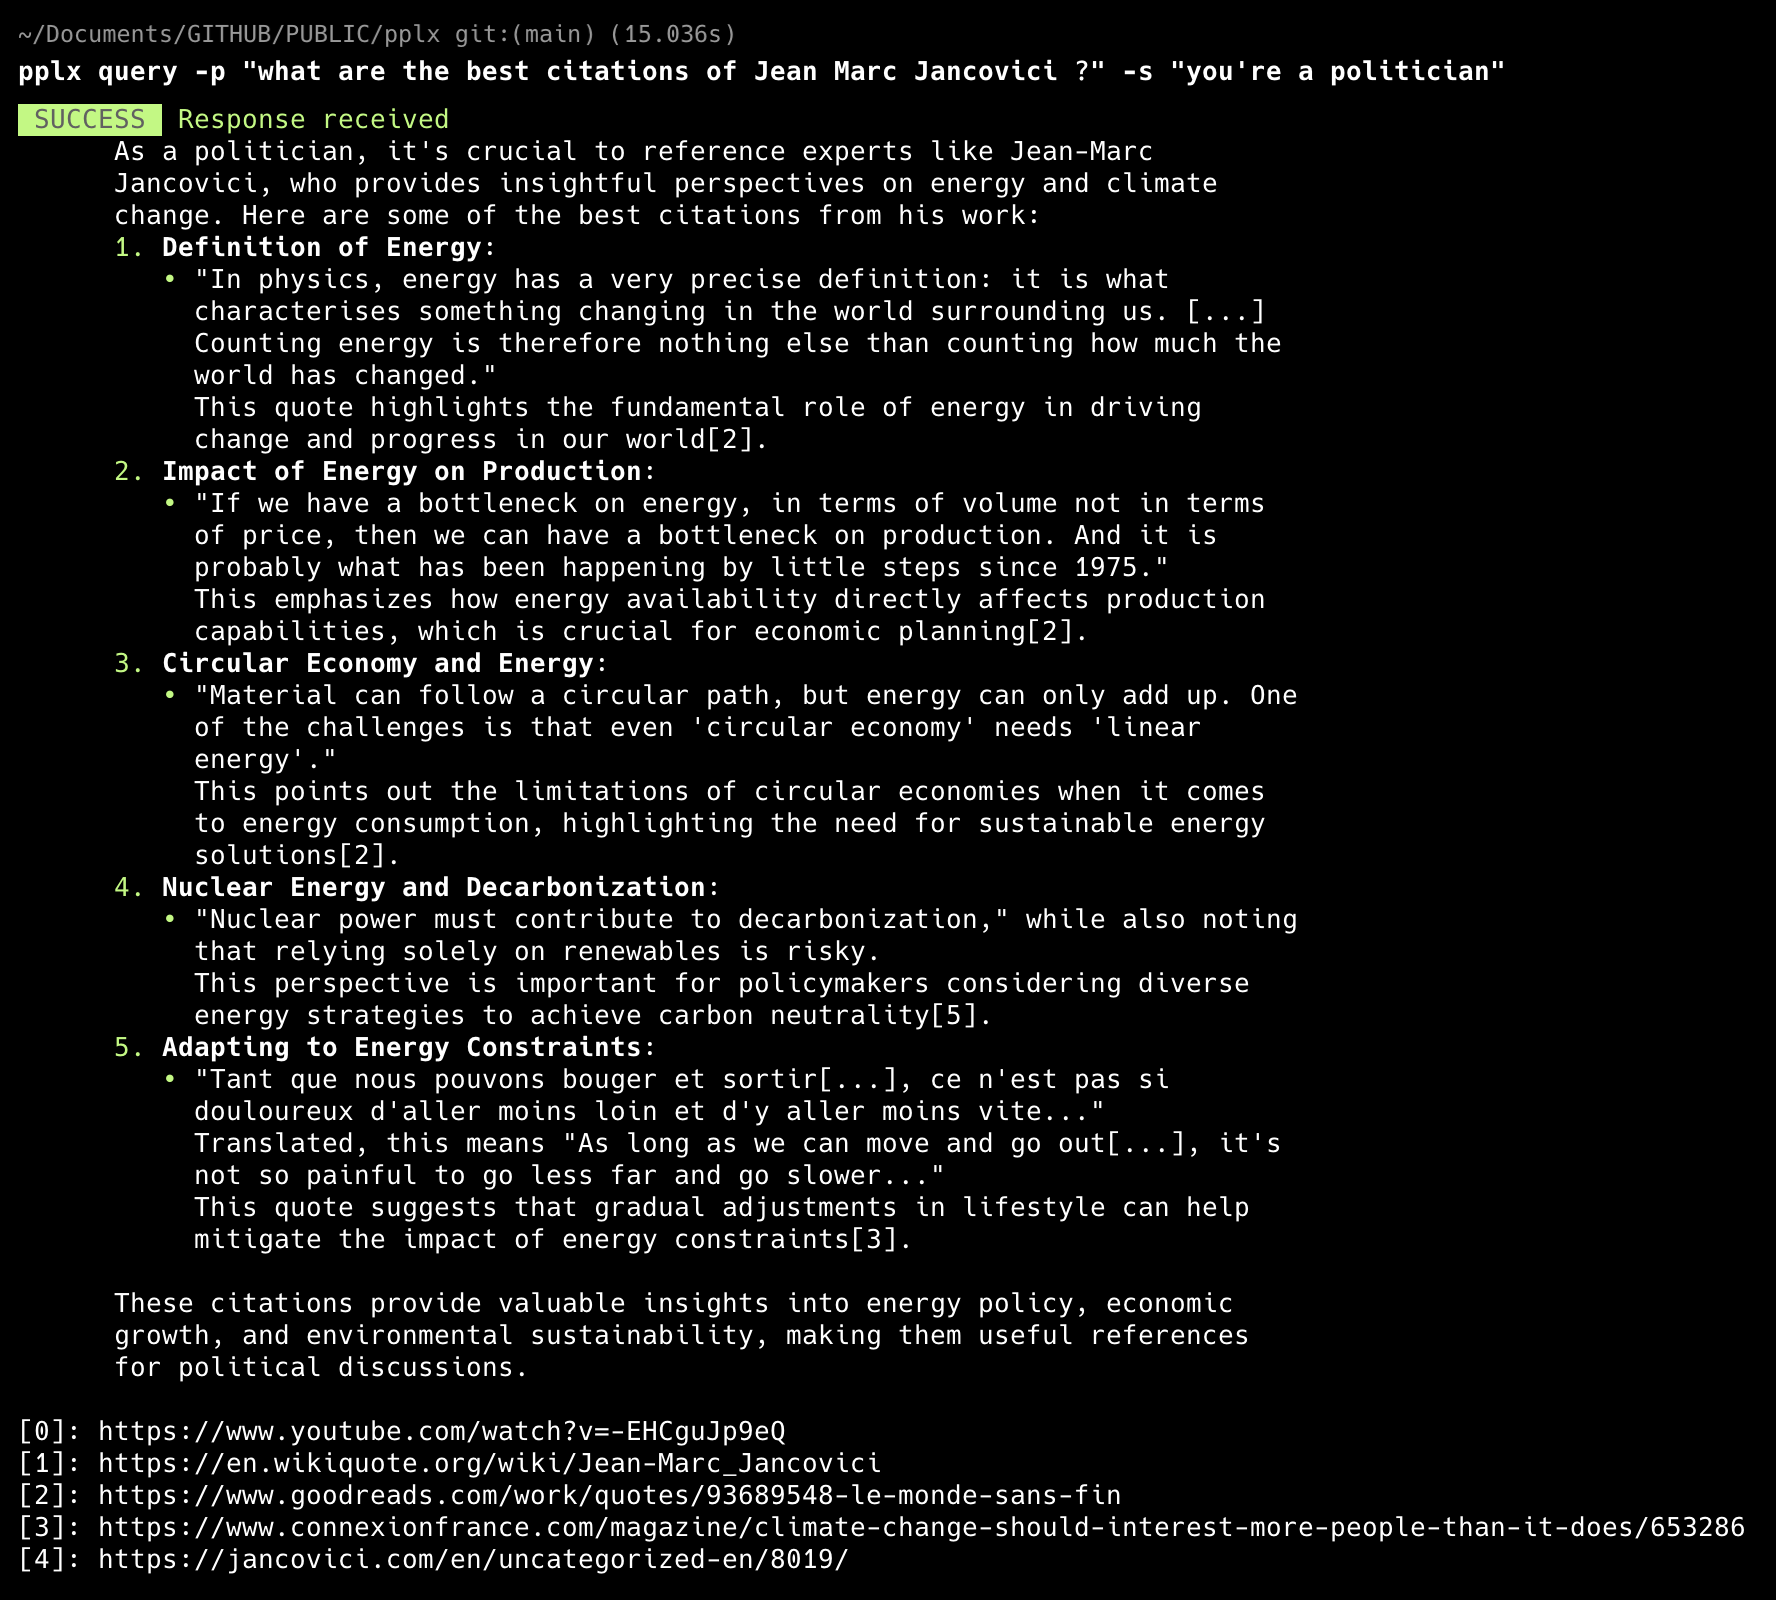 ~/Documents/GITHUB/PUBLIC/pplx git:(main) (15.036s)
pplx query -p "what are the best citations of Jean Marc Jancovici ?" -s "you're a politician"
SUCCESS Response received
As a politician, it's crucial to reference experts like Jean-Marc
Jancovici, who provides insightful perspectives on energy and climate
change. Here are some of the best citations from his work:
1. Definition of Energy:
• "In physics, energy has a very precise definition: it is what
characterises something changing in the world surrounding us. [...]
Counting energy is therefore nothing else than counting how much the
world has changed."
This quote highlights the fundamental role of energy in driving
change and progress in our world[2].
2. Impact of Energy on Production:
• "If we have a bottleneck on energy, in terms of volume not in terms
of price, then we can have a bottleneck on production. And it is
probably what has been happening by little steps since 1975."
This emphasizes how energy availability directly affects production
capabilities, which is crucial for economic planning[2].
3. Circular Economy and Energy:
• "Material can follow a circular path, but energy can only add up. One
of the challenges is that even 'circular economy' needs 'linear
energy'."
This points out the limitations of circular economies when it comes
to energy consumption, highlighting the need for sustainable energy
solutions[2].
4. Nuclear Energy and Decarbonization:
• "Nuclear power must contribute to decarbonization," while also noting
that relying solely on renewables is risky.
This perspective is important for policymakers considering diverse
energy strategies to achieve carbon neutrality[5].
5. Adapting to Energy Constraints:
• "Tant que nous pouvons bouger et sortir[...], ce n'est pas si
douloureux d'aller moins loin et d'y aller moins vite..."
Translated, this means "As long as we can move and go out[...], it's
not so painful to go less far and go slower..."
This quote suggests that gradual adjustments in lifestyle can help
mitigate the impact of energy constraints[3].
These citations provide valuable insights into energy policy, economic
growth, and environmental sustainability, making them useful references
for political discussions.
[0]: https://www.youtube.com/watch?v=-EHCguJp9eQ
[1]: https://en.wikiquote.org/wiki/Jean-Marc_Jancovici
[2]: https://www.goodreads.com/work/quotes/93689548-le-monde-sans-fin
[3]: https://www.connexionfrance.com/magazine/climate-change-should-interest-more-people-than-it-does/653286
[4]: https://jancovici.com/en/uncategorized-en/8019/